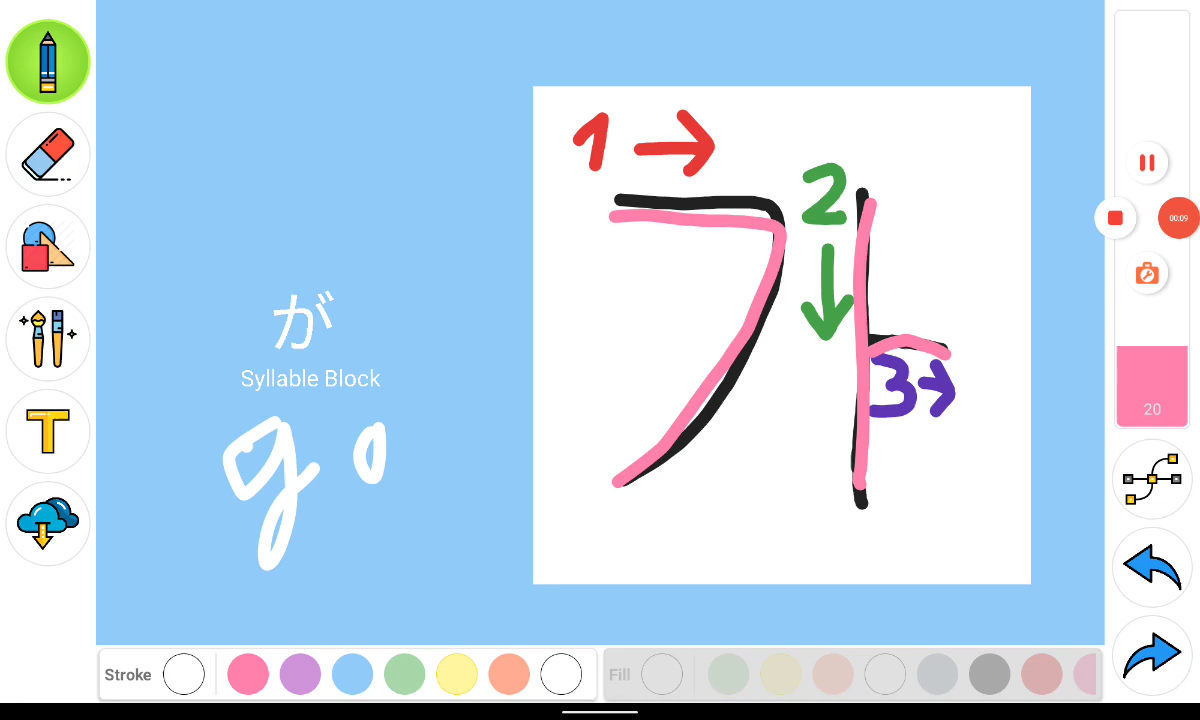 1 →
2
↓
가
3→
が
Syllable Block
ga
T
00:09
20
Stroke
Fill